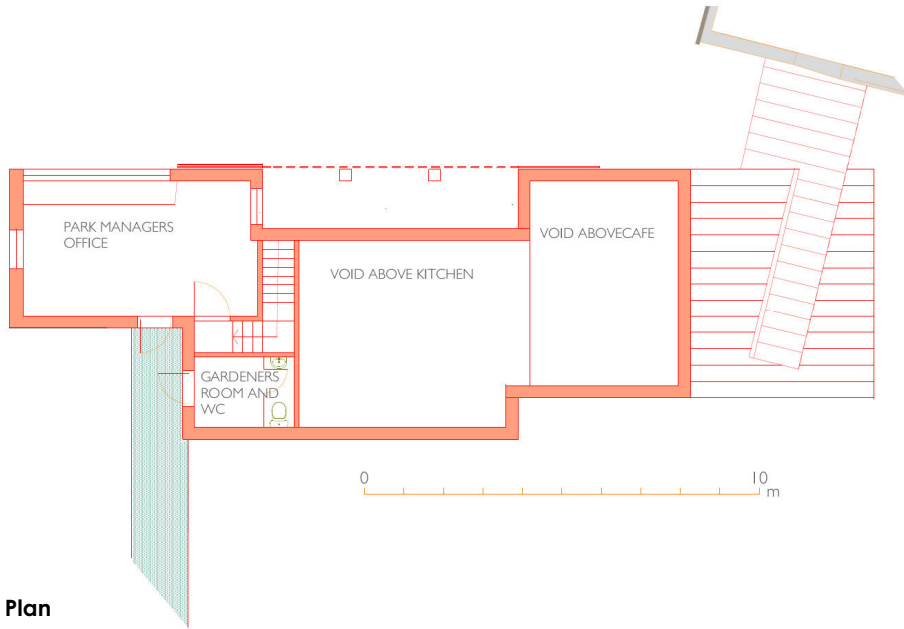 PARK MANAGERS
OFFICE
VOID ABOVECAFE
VOID ABOVE KITCHEN
GARDENERS
ROOM AND
WC
0 10
m
Plan